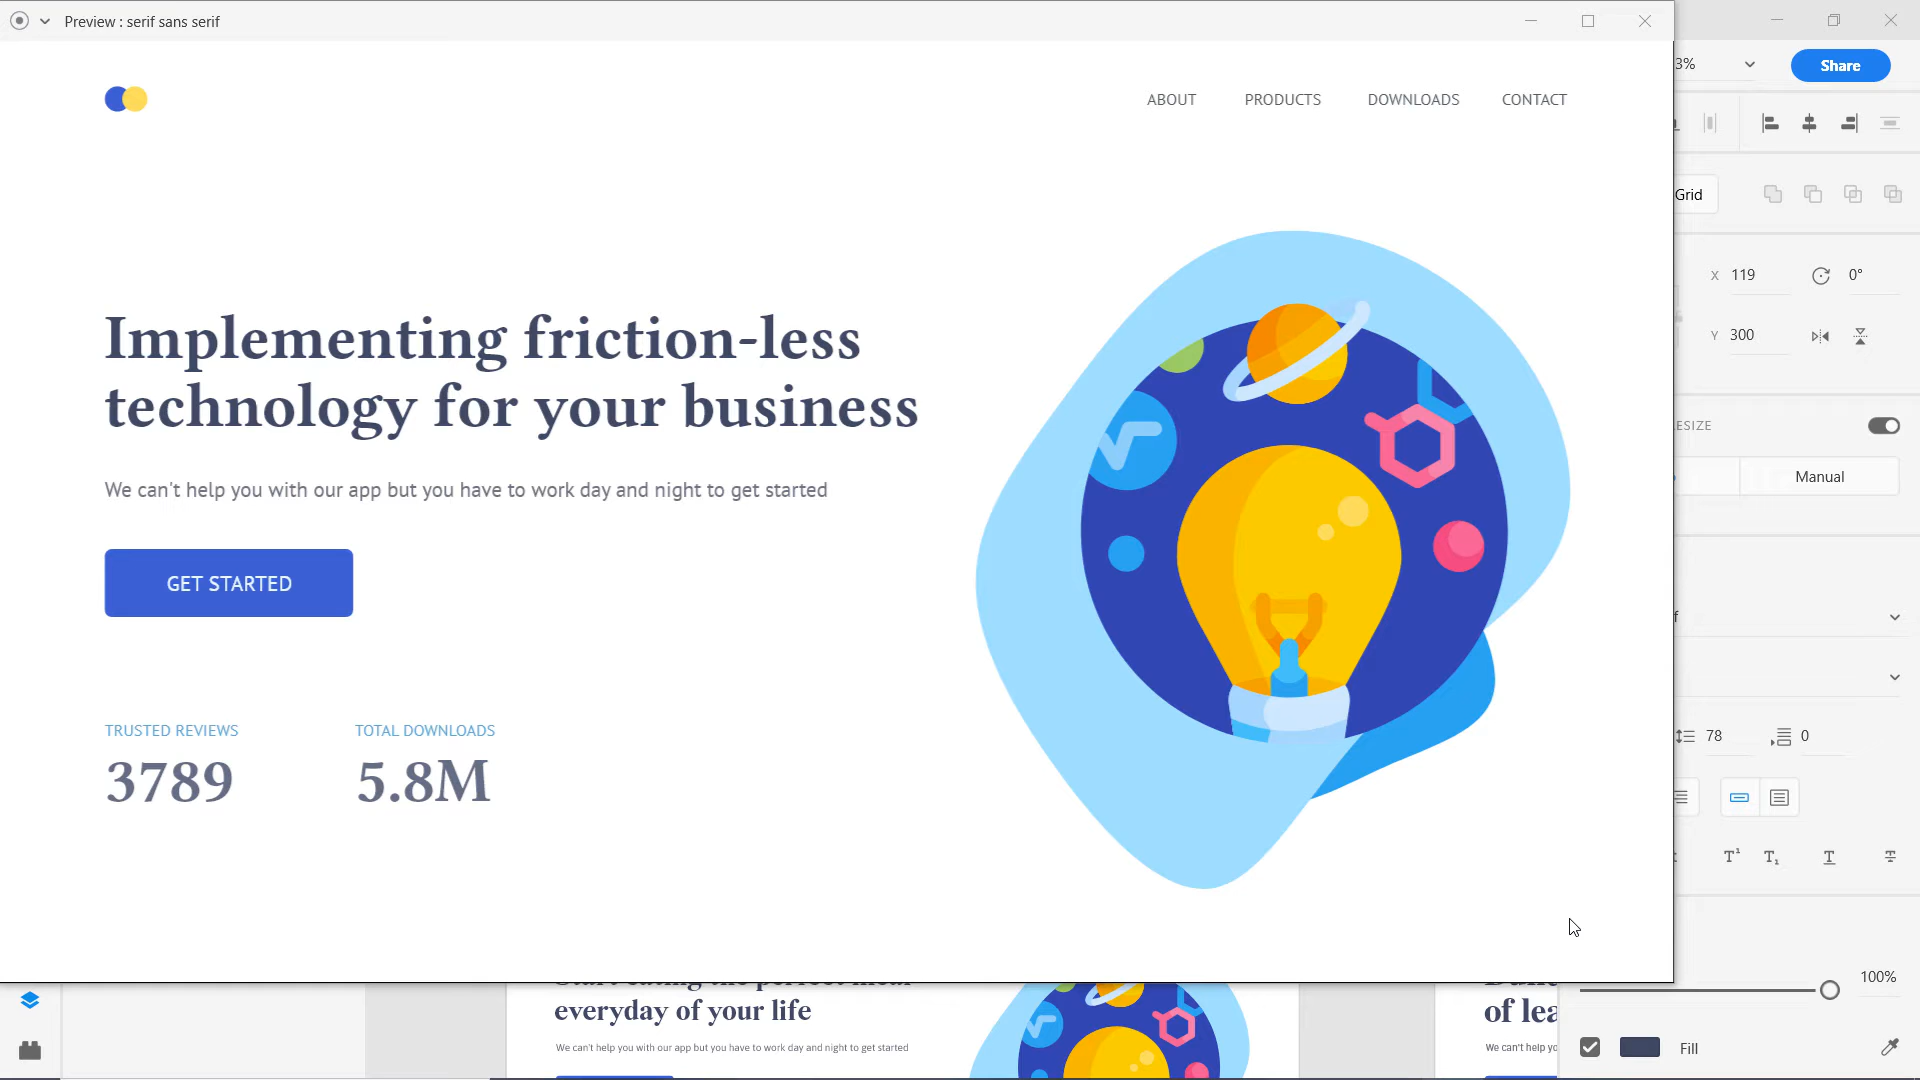 Preview : serif sans serif
3%
Share
ABOUT
PRODUCTS
DOWNLOADS
CONTACT
Grid
X 119
0°
Y 300
Implementing friction-less
technology for your business
ESIZE
Manual
We can't help you with our app but you have to work day and night to get started
GET STARTED
78
0
TRUSTED REVIEWS
TOTAL DOWNLOADS
3789
5.8M
100%
everyday of your life
of lea
We can't help you with our app but you have to work day and night to get started
We can't help yo
Fill